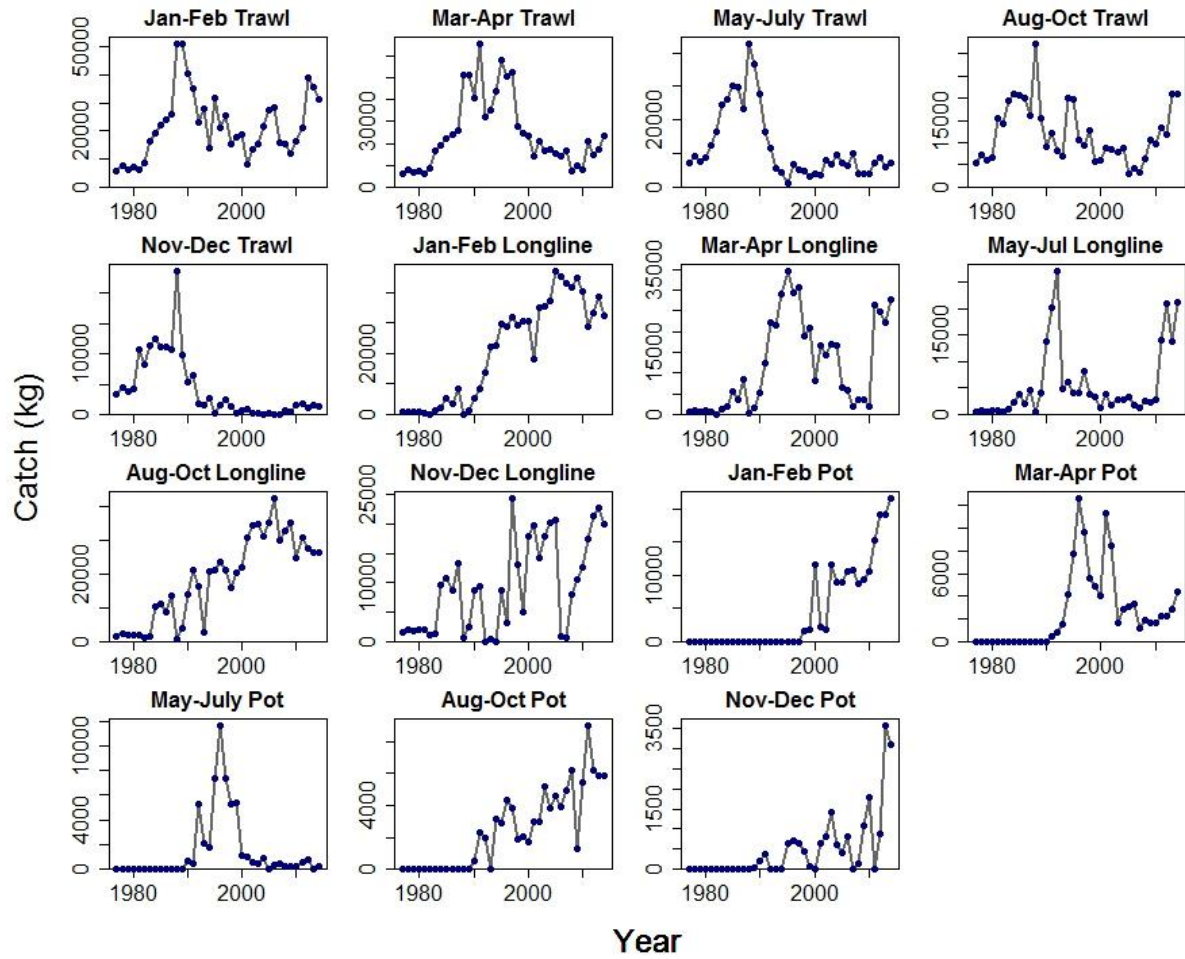 Jan-Feb Trawl
Mar-Apr Trawl
May-July Trawl
Aug-Oct Trawl
0 20000 50000
0 30000
0 20000
0 15000
1980 2000
1980 2000
1980 2000
1980 2000
Nov-Dec Trawl
Jan-Feb Longline
Mar-Apr Longline
May-Jul Longline
0 10000
0 20000
0 15000 35000
0 15000
1980 2000
1980 2000
1980 2000
1980 2000
Catch (kg)
Aug-Oct Longline
Nov-Dec Longline
Jan-Feb Pot
Mar-Apr Pot
0 20000
0 10000 25000
0 10000
0 6000
1980 2000
1980 2000
1980 2000
1980 2000
May-July Pot
Aug-Oct Pot
Nov-Dec Pot
0 4000 10000
0 4000
0 1500 3500
1980 2000
1980 2000
1980 2000
Year